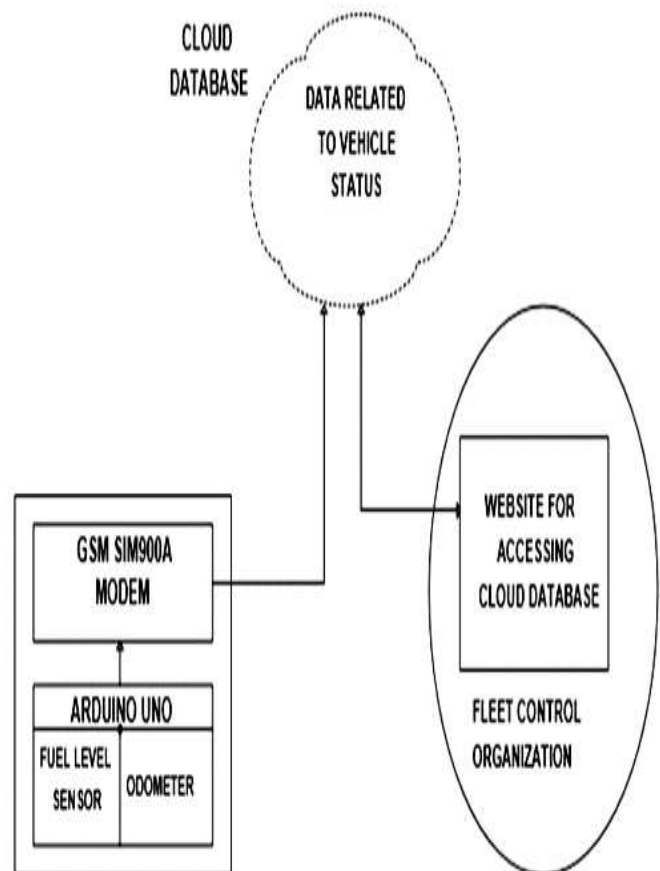 CLOUD
DATABASE
DATA RELATED
TO VEHICLE
STATUS
GSM SIM900A
MODEM
ARDUINO UNO
FUEL LEVEL
SENSOR
ODOMETER
WEBSITE FOR
ACCESSING
CLOUD DATABASE
FLEET CONTROL
ORGANIZATION